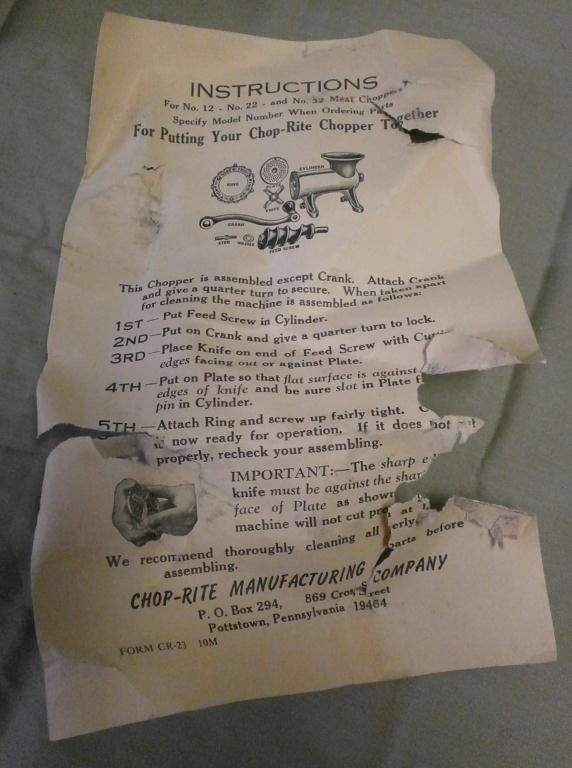 INSTRUCTIONS
For No. 12 - No. 22 - and No. 32 Meat Choppers
Specify Model Number When Ordering Parts
For Putting Your Chop-Rite Chopper Together
RING
KNIFE
CYLINDER
CRANK
STUD WASHER
FEED SCREW
This Chopper is assembled except Crank. Attach Crank
and give a quarter turn to secure. When taken apart
for cleaning the machine is assembled as follows:
1ST — Put Feed Screw in Cylinder.
2ND — Put on Crank and give a quarter turn to lock.
3RD — Place Knife on end of Feed Screw with
edges facing out or against Plate.
4TH — Put on Plate so that flat surface is against
edges of knife and be sure slot in Plate
pin in Cylinder.
5TH — Attach Ring and screw up fairly tight.
now ready for operation. If it does not
properly, recheck your assembling.
IMPORTANT:—The sharp
knife must be against the
face of Plate as shown
machine will not cut
We recommend thoroughly cleaning all parts before
assembling.
CHOP-RITE MANUFACTURING COMPANY
P. O. Box 294, 869 Cross Street
Pottstown, Pennsylvania 19464
FORM CR-23 10M